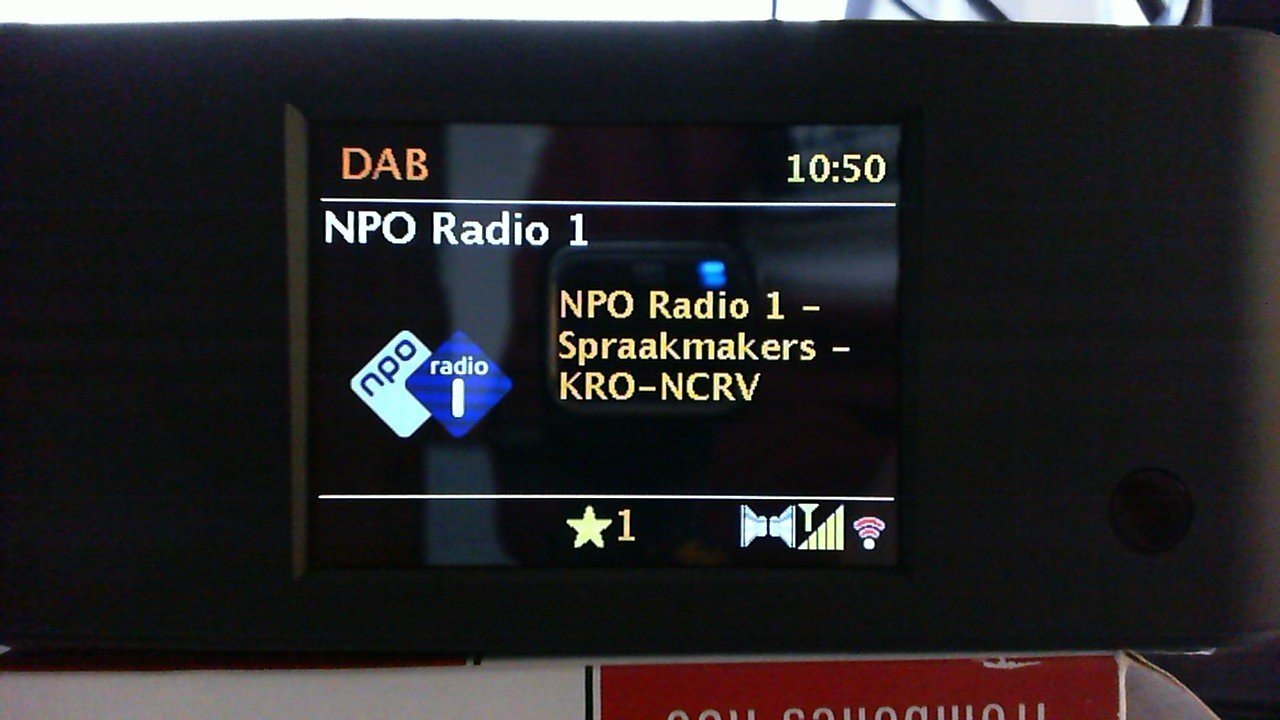 DAB
10:50
NPO Radio 1
NPO Radio 1 –
Spraakmakers –
KRO–NCRV
npo
radio
1
1